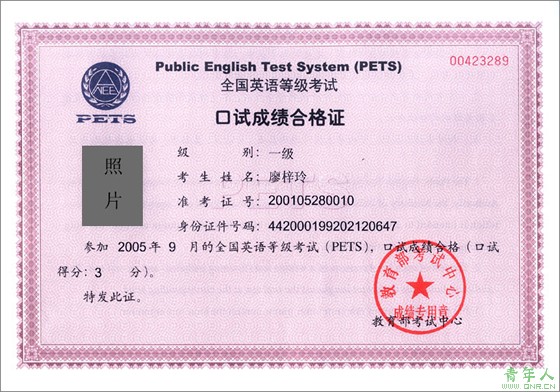 Public English Test System (PETS)
00423289
全国英语等级考试
NEE
PETS
口试成绩合格证
照
片
级 别: 一级
考生姓名: 廖梓玲
准考证号: 200105280010
身份证件号码: 442000199202120647
参加 2005 年 9 月的全国英语等级考试(PETS), 口试成绩合格(口试
得分: 3 分)。
特发此证。
教育部考试中心
成绩专用章
教育部考试中心
青年人
www.QNR.CN